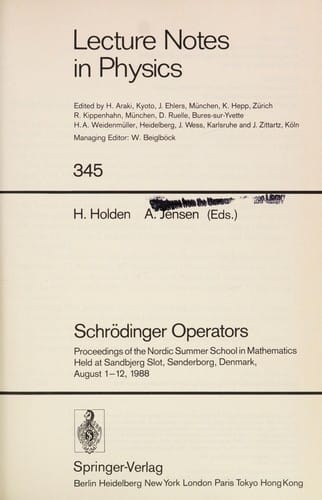 Lecture Notes
in Physics
Edited by H. Araki, Kyoto, J. Ehlers, München, K. Hepp, Zürich
R. Kippenhahn, München, D. Ruelle, Bures-sur-Yvette
H. A. Weidenmüller, Heidelberg, J. Wess, Karlsruhe and J. Zittartz, Köln
Managing Editor: W. Beiglböck
345
H. Holden A. Jensen (Eds.)
Schrödinger Operators
Proceedings of the Nordic Summer School in Mathematics
Held at Sandbjerg Slot, Sønderborg, Denmark,
August 1–12, 1988
Springer-Verlag
Berlin Heidelberg New York London Paris Tokyo Hong Kong